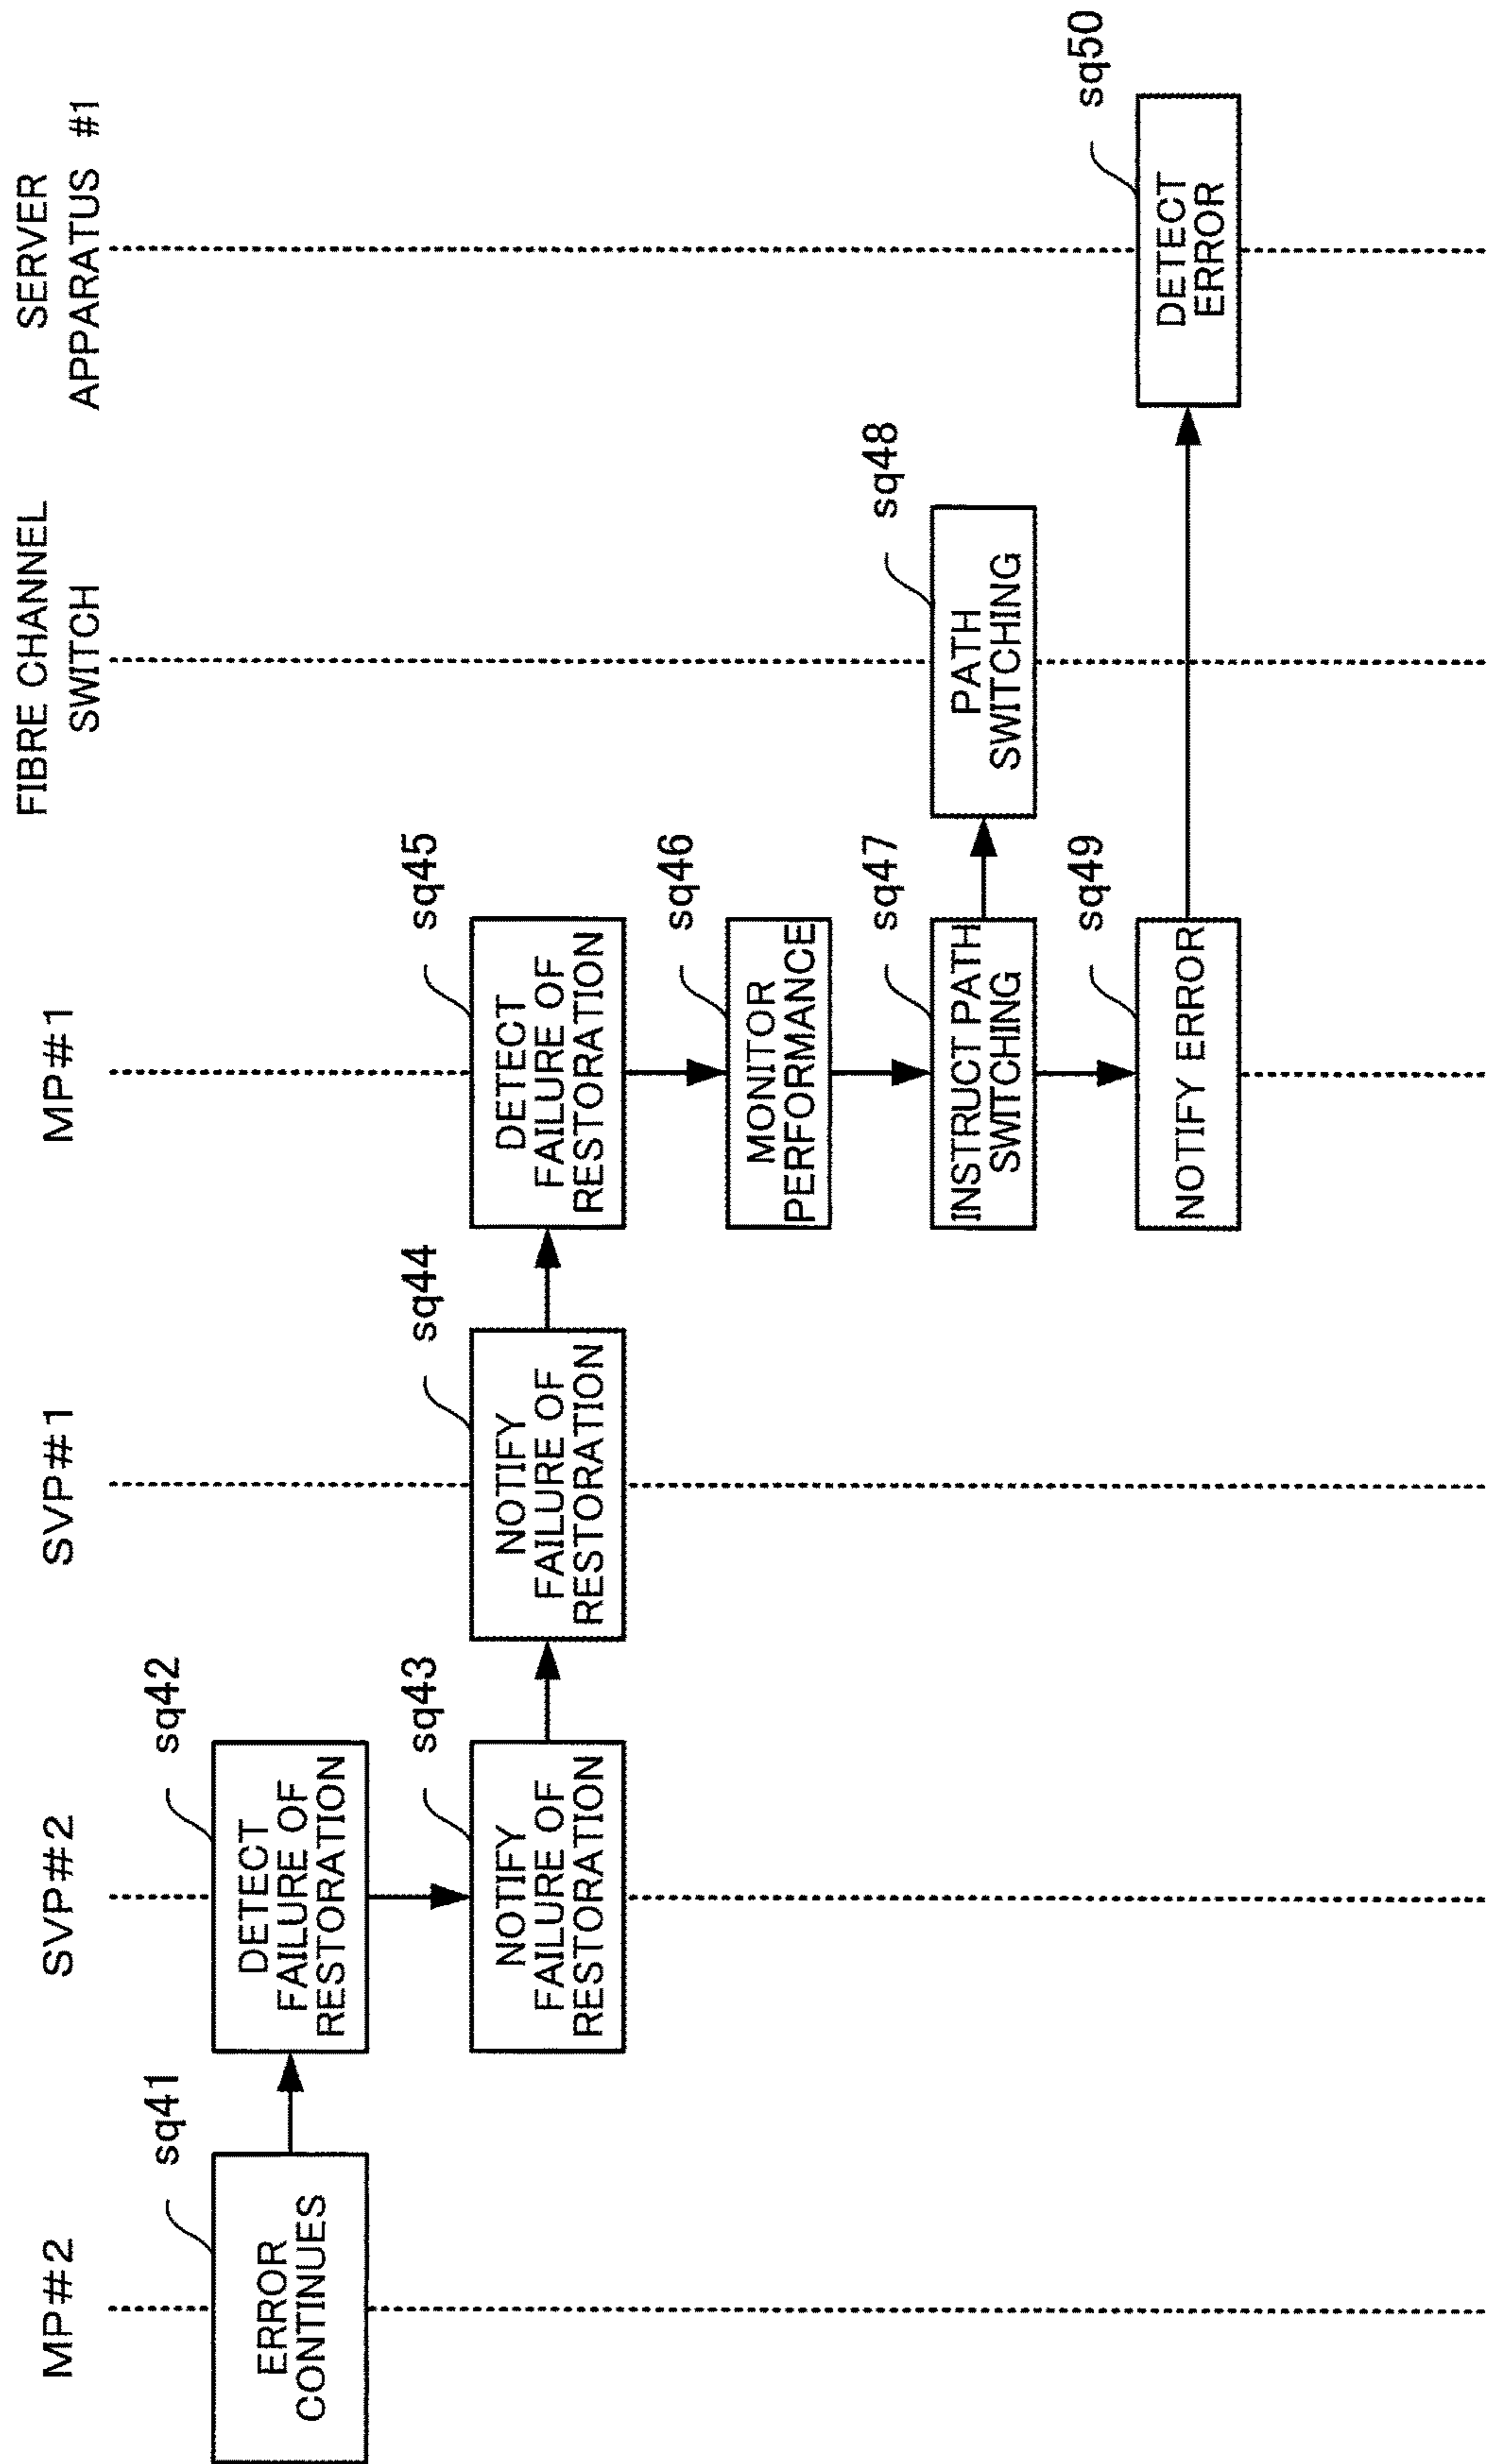 MP#2
SVP#2
SVP#1
MP#1
FIBRE CHANNEL
SWITCH
SERVER
APPARATUS #1
sq41
ERROR
CONTINUES
sq42
DETECT
FAILURE OF
RESTORATION
sq43
NOTIFY
FAILURE OF
RESTORATION
sq44
NOTIFY
FAILURE OF
RESTORATION
sq45
DETECT
FAILURE OF
RESTORATION
sq46
MONITOR
PERFORMANCE
sq47
INSTRUCT PATH
SWITCHING
sq48
PATH
SWITCHING
sq49
NOTIFY ERROR
sq50
DETECT
ERROR